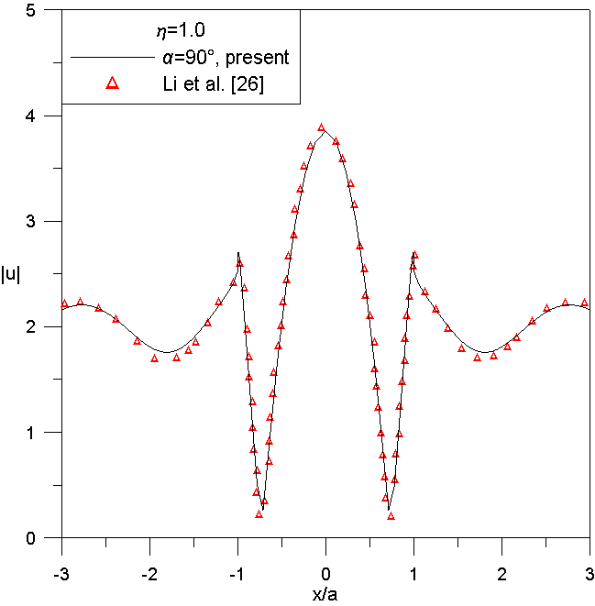 5
η=1.0
α=90°, present
Li et al. [26]
4
3
|u|
2
1
0
-3 -2 -1 0 1 2 3
x/a